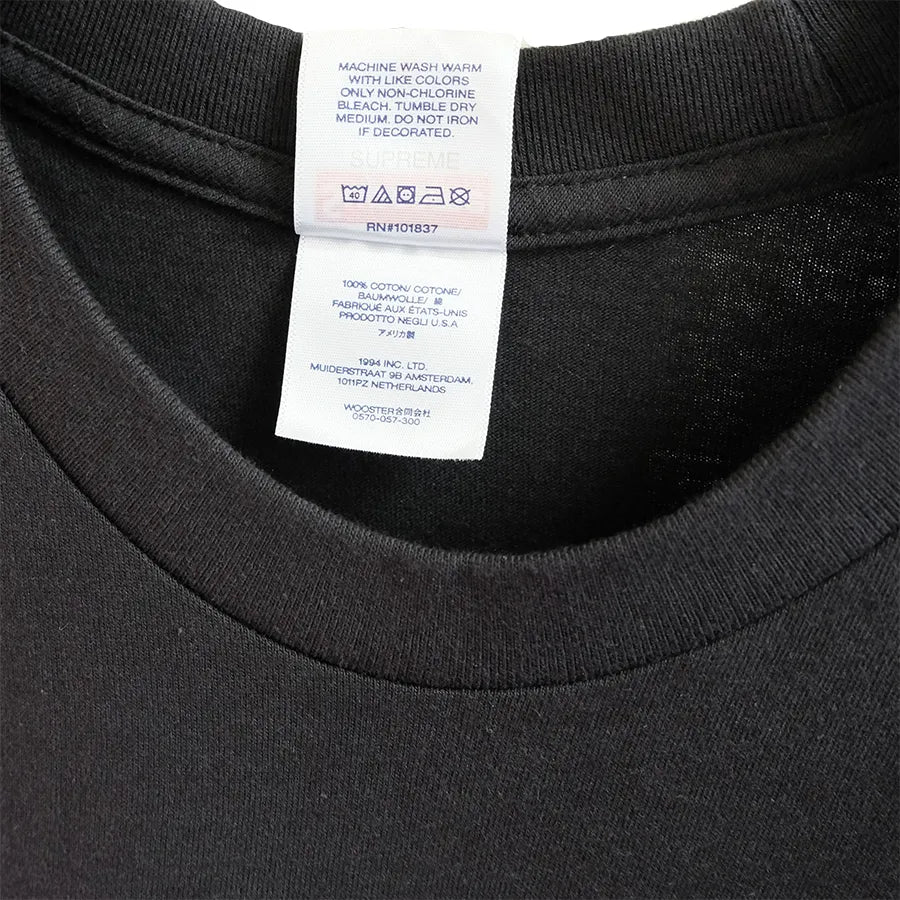 MACHINE WASH WARM
WITH LIKE COLORS
ONLY NON-CHLORINE
BLEACH. TUMBLE DRY
MEDIUM. DO NOT IRON
IF DECORATED.
SUPREME
40
RN#101837
100% COTON/ COTONE/
BAUMWOLLE/ 綿
FABRIQUÉ AUX ÉTATS-UNIS
PRODOTTO NEGLI U.S.A
アメリカ製
1994 INC. LTD.
MUIDERSTRAAT 9B AMSTERDAM,
1011PZ NETHERLANDS
WOOSTER合同会社
0570-057-300